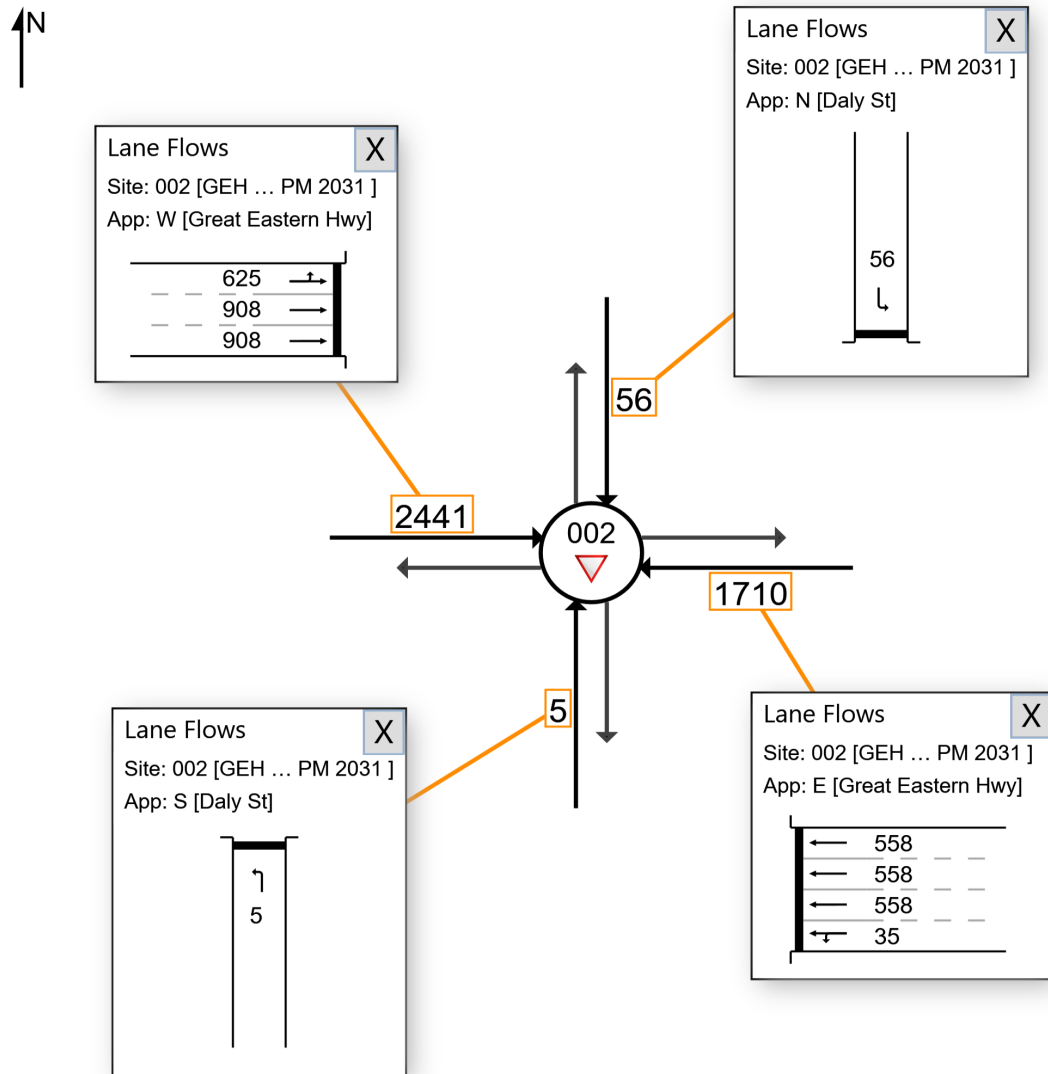 N
Lane Flows
X
Site: 002 [GEH ... PM 2031 ]
App: N [Daly St]
56
Lane Flows
X
Site: 002 [GEH ... PM 2031 ]
App: W [Great Eastern Hwy]
625
908
908
56
2441
002
1710
5
Lane Flows
X
Site: 002 [GEH ... PM 2031 ]
App: S [Daly St]
5
Lane Flows
X
Site: 002 [GEH ... PM 2031 ]
App: E [Great Eastern Hwy]
558
558
558
35